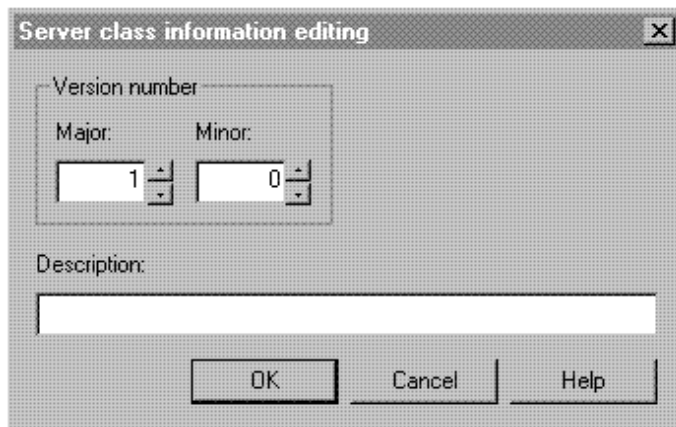 Server class information editing
Version number
Major: Minor:
1 0
Description:
OK Cancel Help